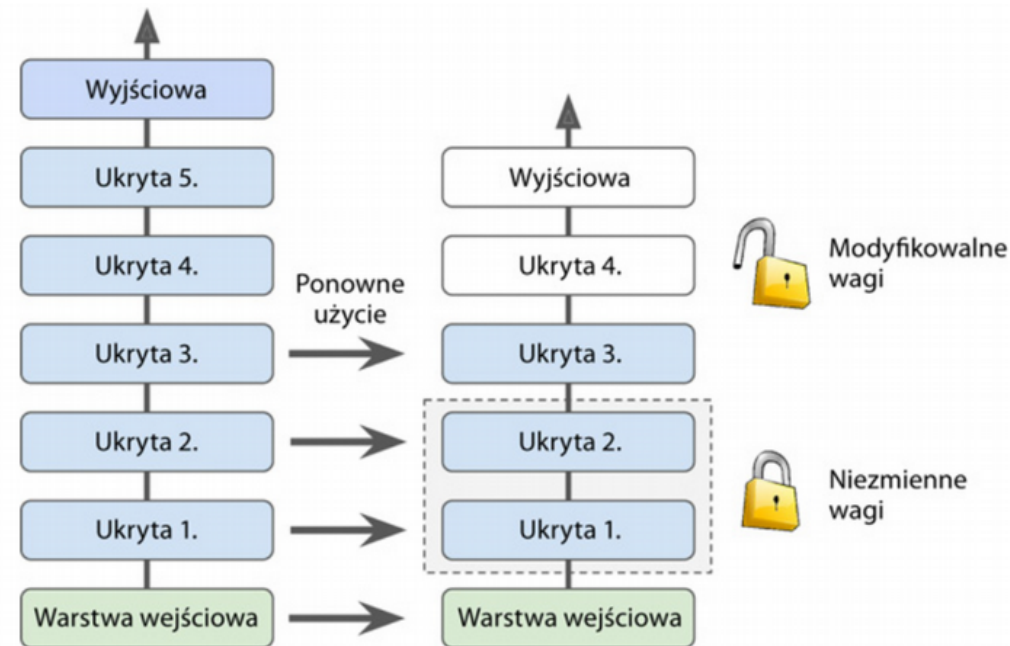 Wyjściowa
Ukryta 5.
Ukryta 4.
Ukryta 3.
Ukryta 2.
Ukryta 1.
Warstwa wejściowa
Ponowne
użycie
Wyjściowa
Ukryta 4.
Ukryta 3.
Ukryta 2.
Ukryta 1.
Warstwa wejściowa
Modyfikowalne
wagi
Niezmienne
wagi